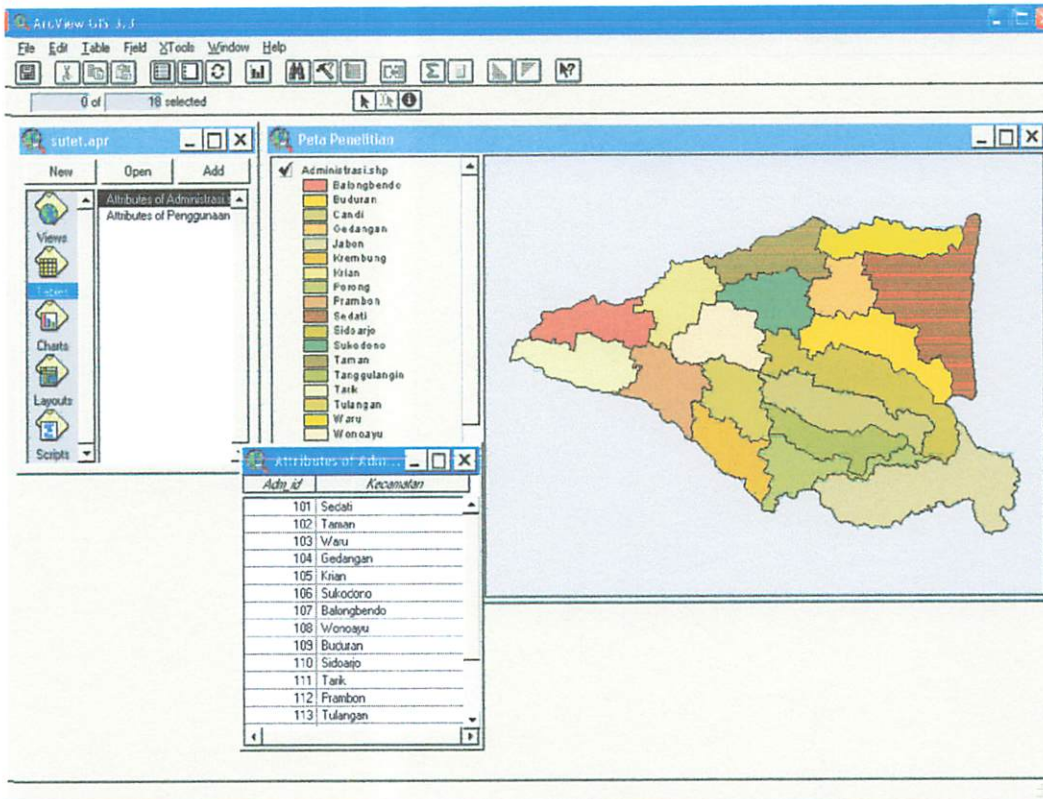 ArcView GIS 3.3
File Edit Table Field XTools Window Help
0 of 18 selected
sutet.apr
New Open Add
Views
Tables
Charts
Layouts
Scripts
Attributes of Administrasi.s
Attributes of Penggunaan
Peta Penelitian
Administrasi.shp
Balongbendo
Buduran
Candi
Gedangan
Jabon
Krembung
Krian
Porong
Prambon
Sedati
Sidoarjo
Sukodono
Taman
Tanggulangin
Tarik
Tulangan
Waru
Wonoayu
Attributes of Adm...
Adm_id Kecamatan
101 Sedati
102 Taman
103 Waru
104 Gedangan
105 Krian
106 Sukodono
107 Balongbendo
108 Wonoayu
109 Buduran
110 Sidoarjo
111 Tarik
112 Prambon
113 Tulangan